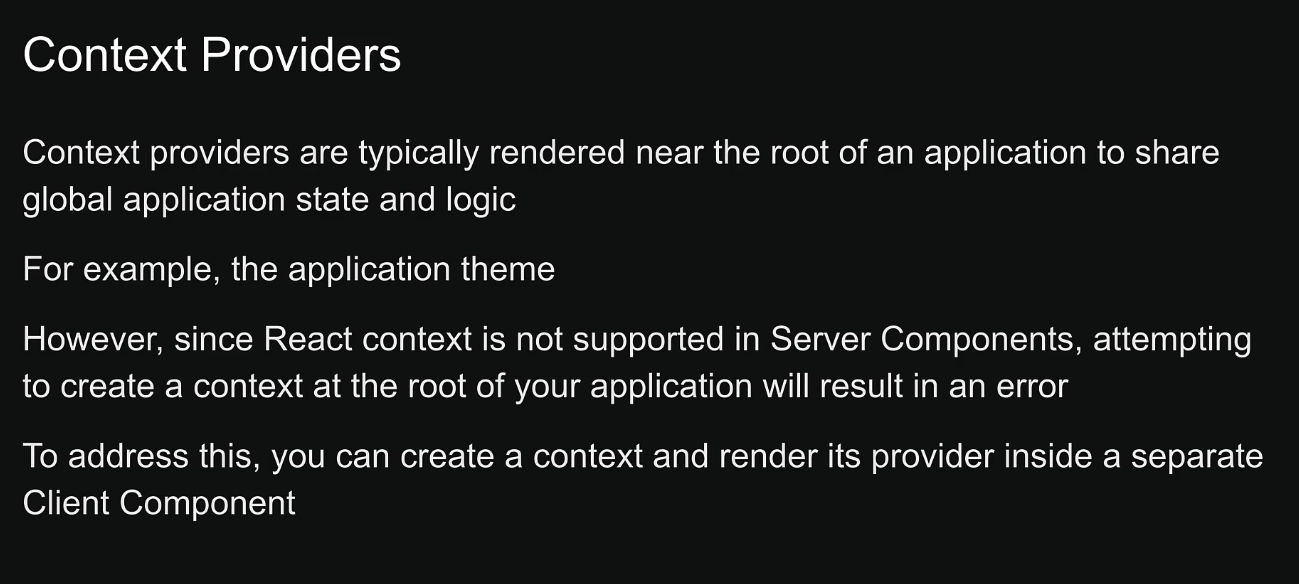 Context Providers
Context providers are typically rendered near the root of an application to share
global application state and logic
For example, the application theme
However, since React context is not supported in Server Components, attempting
to create a context at the root of your application will result in an error
To address this, you can create a context and render its provider inside a separate
Client Component